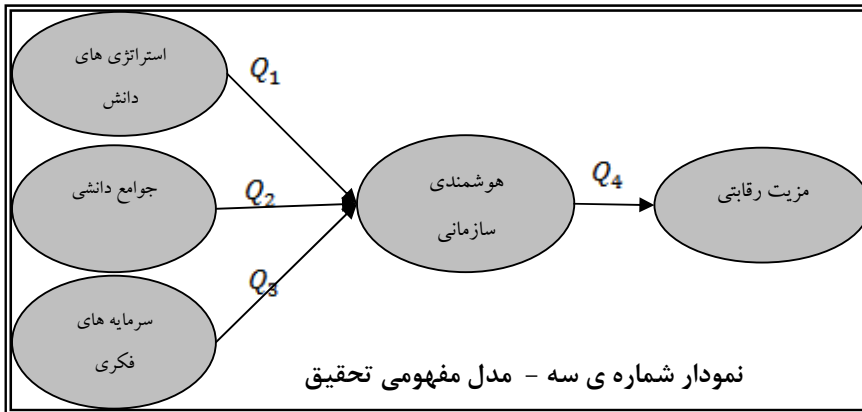 استراتژی های
دانش
Q₁
جوامع دانشی
Q₂
سرمایه های
فکری
Q₃
هوشمندی
سازمانی
Q₄
مزیت رقابتی
نمودار شماره ی سه - مدل مفهومی تحقیق